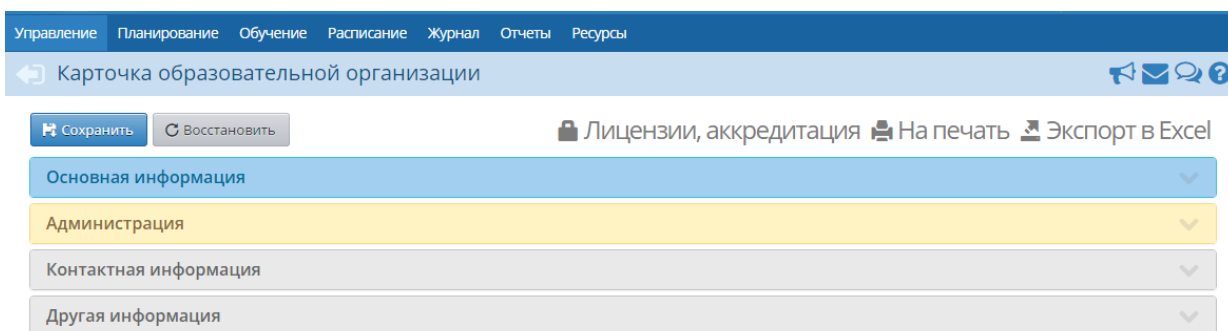 Управление Планирование Обучение Расписание Журнал Отчеты Ресурсы
Карточка образовательной организации
Сохранить Восстановить Лицензии, аккредитация На печать Экспорт в Excel
Основная информация
Администрация
Контактная информация
Другая информация